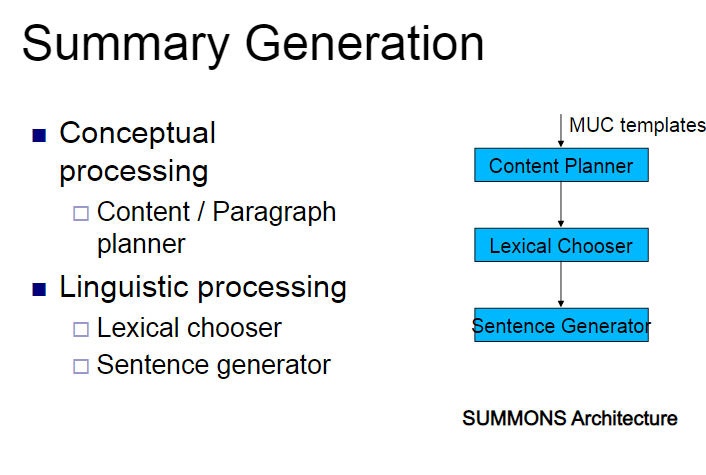 Summary Generation
Conceptual
processing
Content / Paragraph
planner
Linguistic processing
Lexical chooser
Sentence generator
MUC templates
Content Planner
Lexical Chooser
Sentence Generator
SUMMONS Architecture